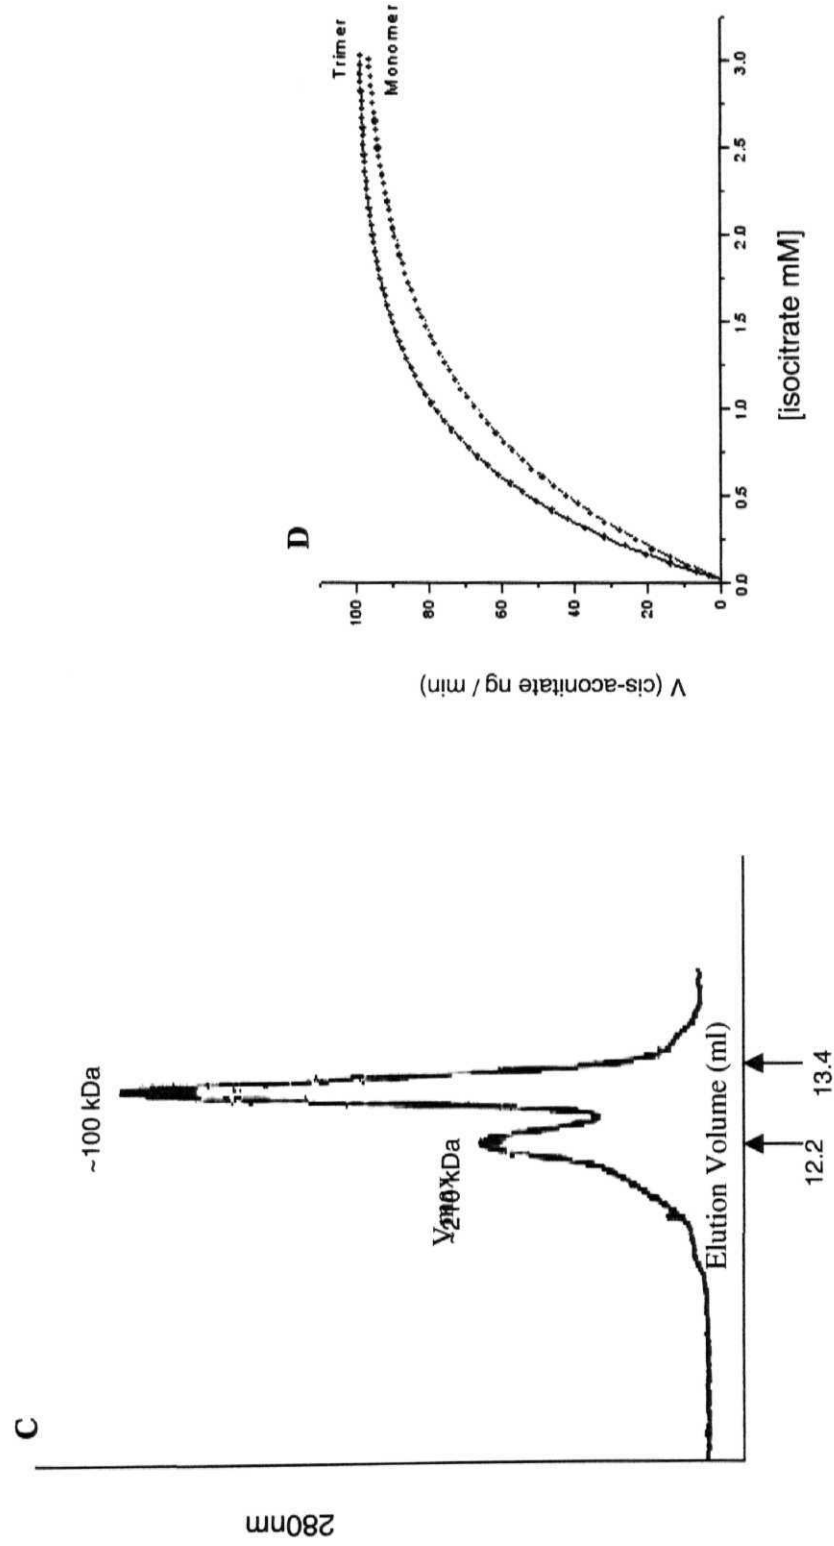 C
280nm
~100 kDa
~210 kDa
Elution Volume (ml)
12.2
13.4
D
V (cis-aconitate ng / min)
100
80
60
40
20
0
0.0
0.5
1.0
1.5
2.0
2.5
3.0
[isocitrate mM]
Trimer
Monomer